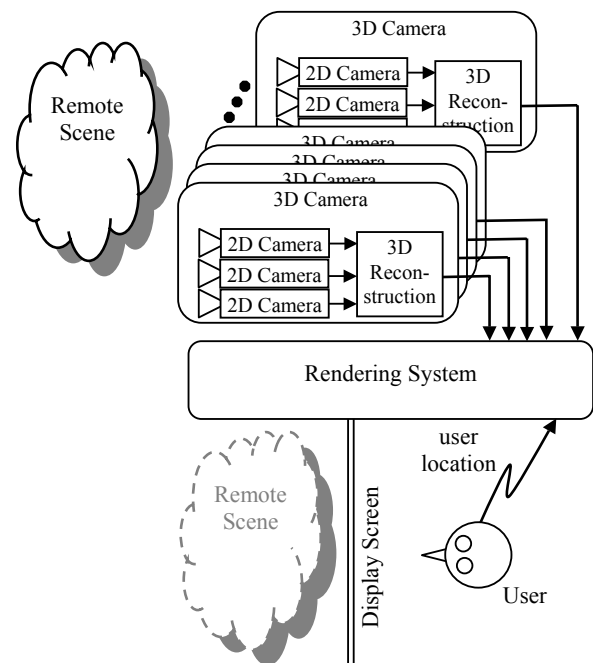 3D Camera
2D Camera
2D Camera
3D
Recon-
struction
Remote
Scene
3D Camera
3D Camera
3D Camera
3D Camera
2D Camera
2D Camera
2D Camera
3D
Recon-
struction
Rendering System
user
location
Remote
Scene
Display Screen
User